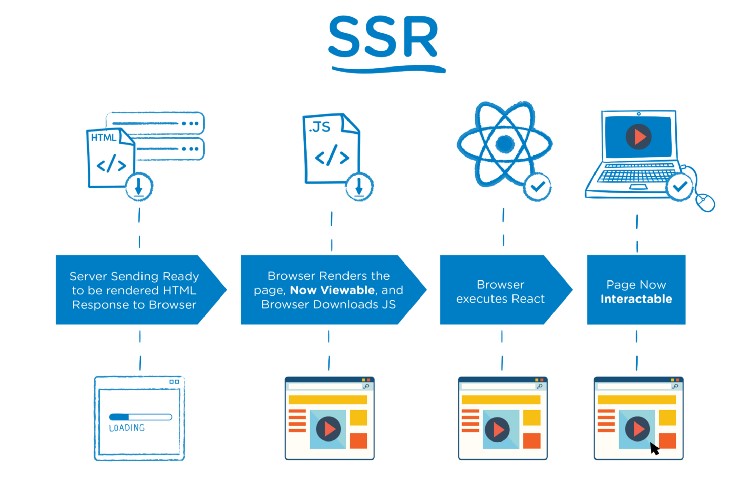 SSR
HTML
</>
.JS
</>
Server Sending Ready
to be rendered HTML
Response to Browser
Browser Renders the
page, Now Viewable, and
Browser Downloads JS
Browser
executes React
Page Now
Interactable
LOADING